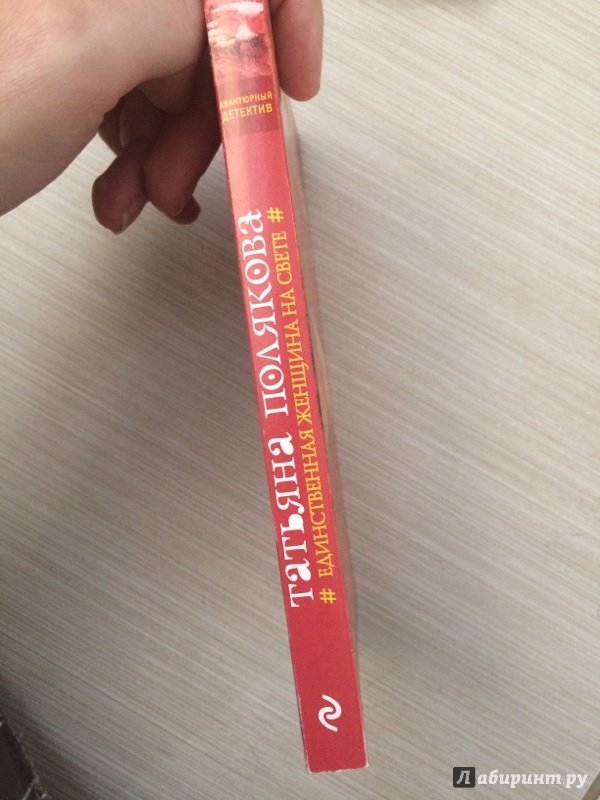 АВАНТЮРНЫЙ
ДЕТЕКТИВ
ТАТЬЯНА ПОЛЯКОВА
# ЕДИНСТВЕННАЯ ЖЕНЩИНА НА СВЕТЕ #
Лабиринт.ру